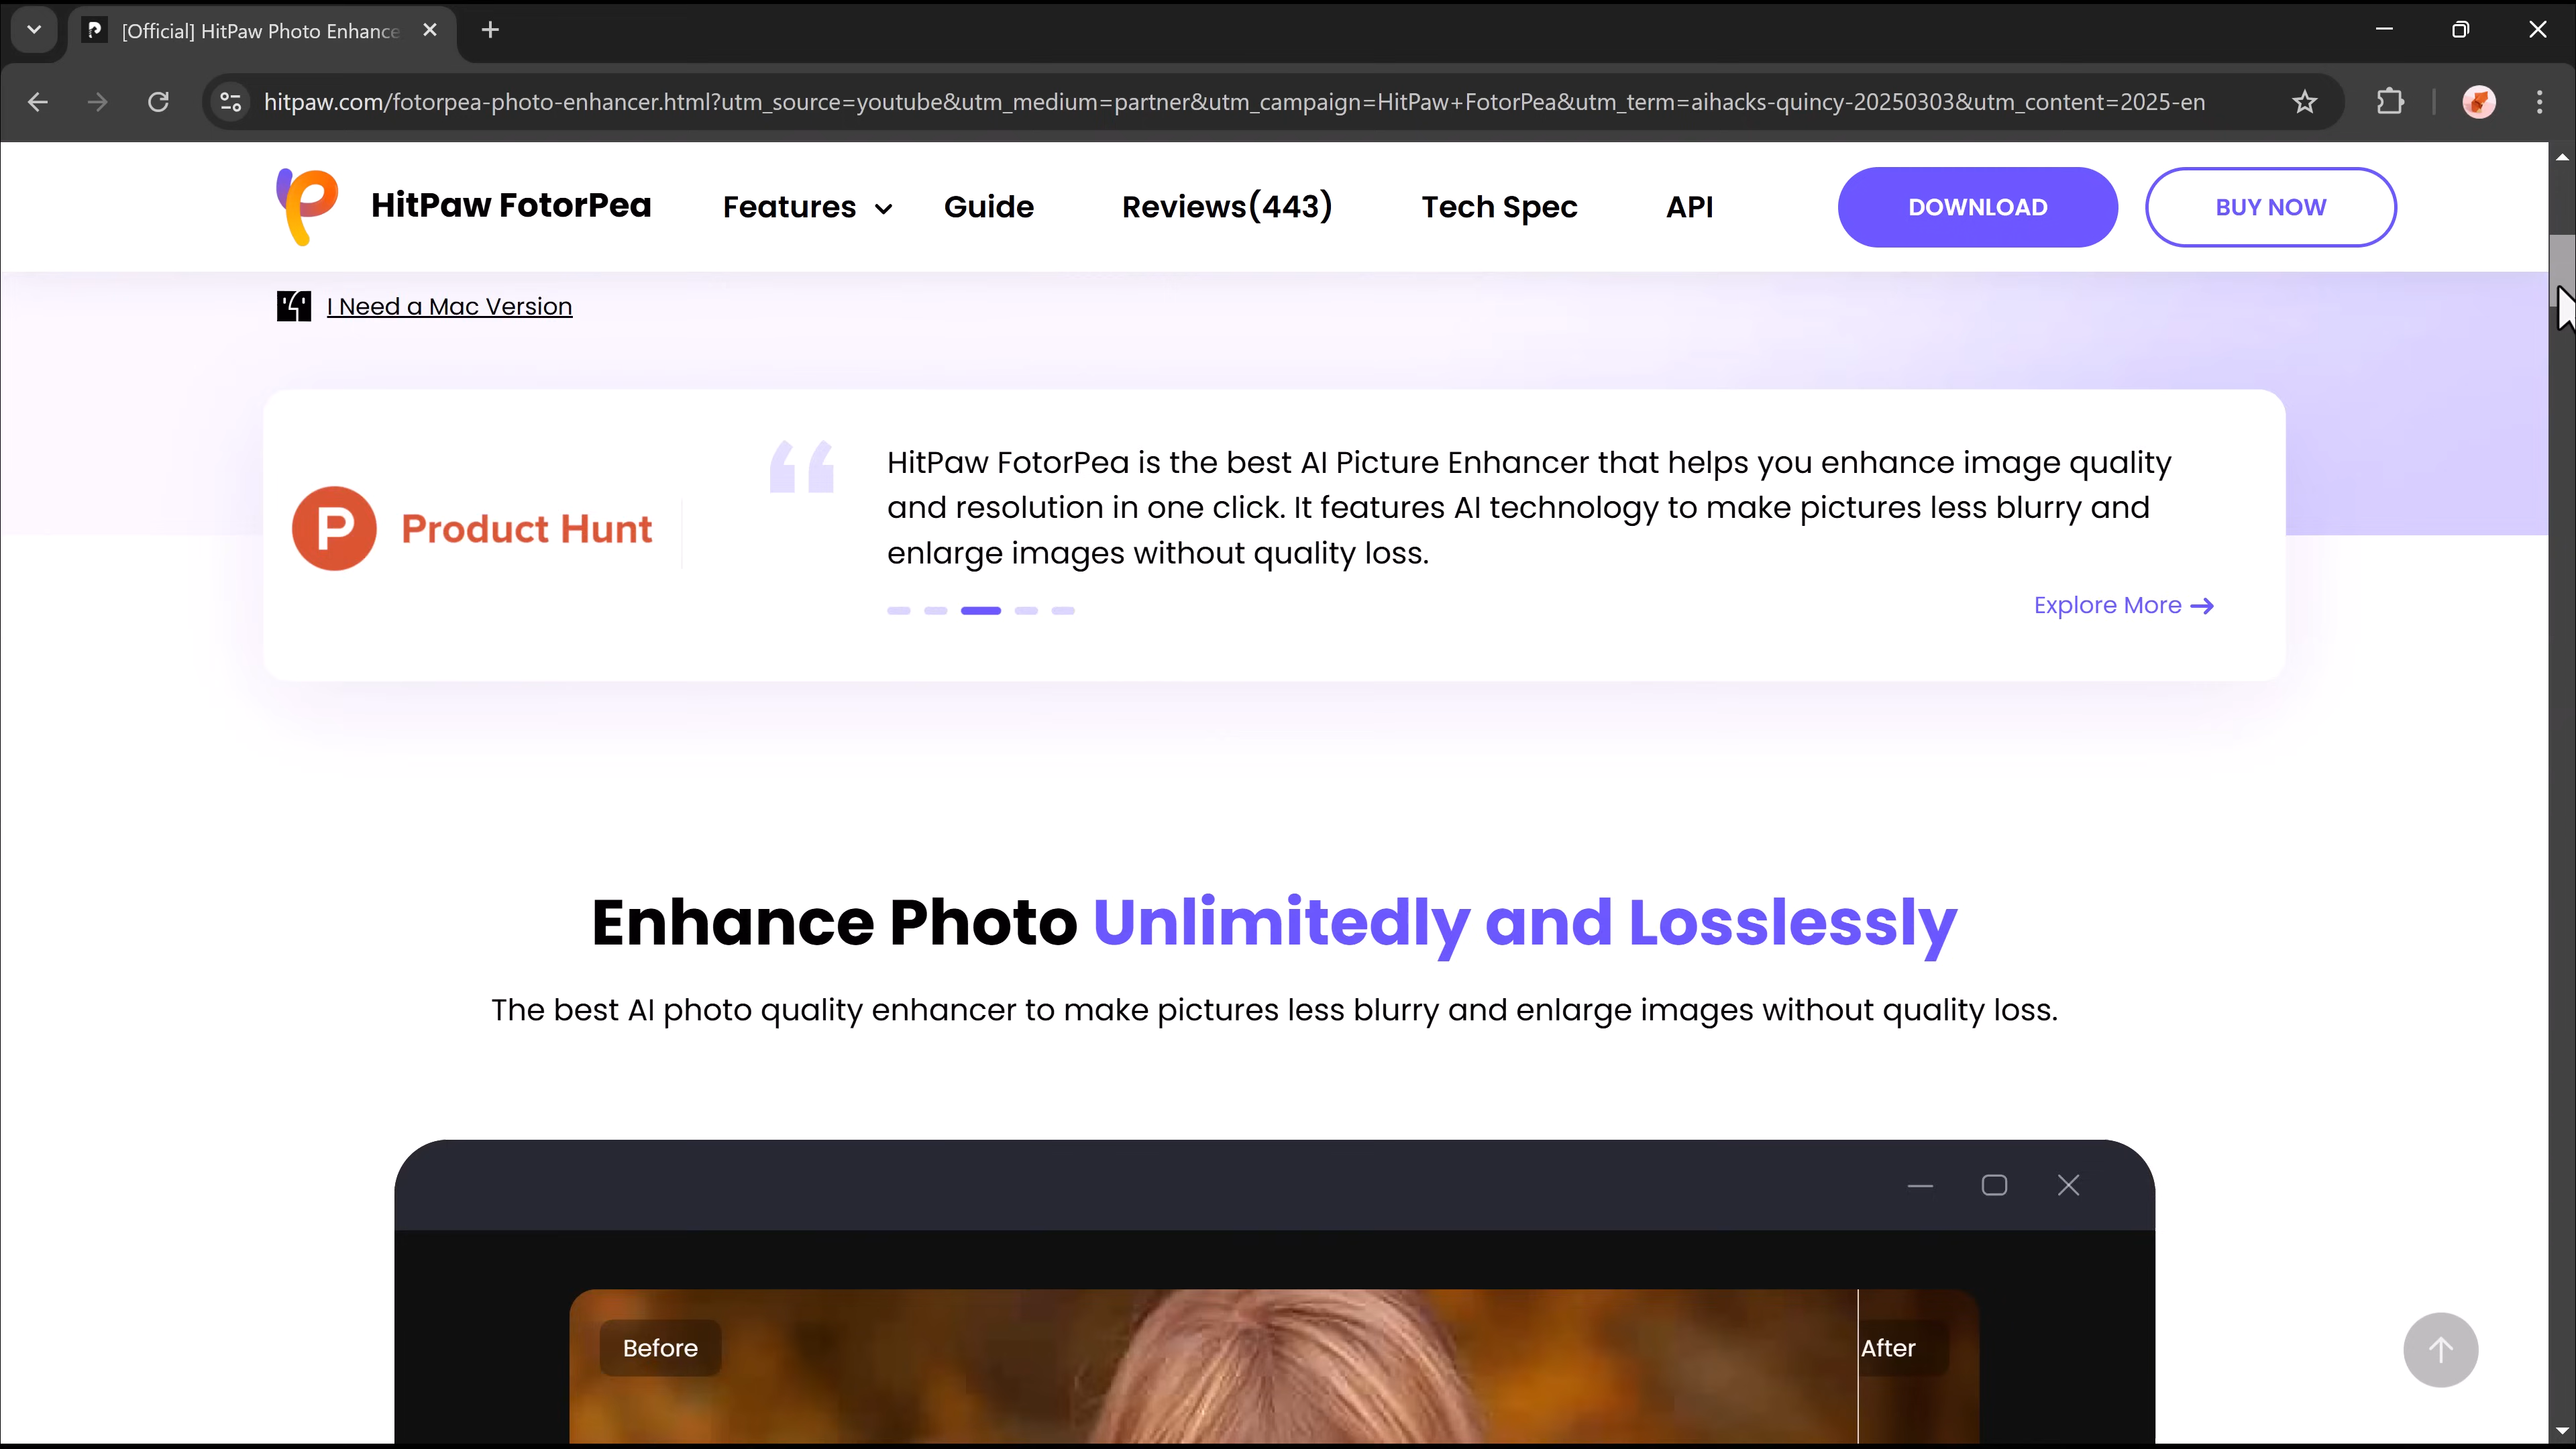 [Official] HitPaw Photo Enhance
hitpaw.com/fotorpea-photo-enhancer.html?utm_source=youtube&utm_medium=partner&utm_campaign=HitPaw+FotorPea&utm_term=aihacks-quincy-20250303&utm_content=2025-en
HitPaw FotorPea Features Guide Reviews(443) Tech Spec API DOWNLOAD BUY NOW
I Need a Mac Version
Product Hunt
HitPaw FotorPea is the best AI Picture Enhancer that helps you enhance image quality
and resolution in one click. It features AI technology to make pictures less blurry and
enlarge images without quality loss.
Explore More
Enhance Photo Unlimitedly and Losslessly
The best AI photo quality enhancer to make pictures less blurry and enlarge images without quality loss.
Before After